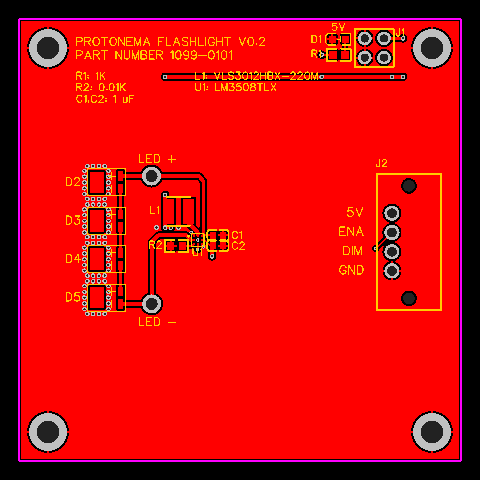 PROTONEMA FLASHLIGHT V0.2
PART NUMBER 1099-0101
R1: 1K
R2: 0.01K
C1,C2: 1 uF
L1: VLS3012HBX-220M
U1: LM3508TLX
5V
D1
R1
J1
J2
5V
ENA
DIM
GND
LED +
D2
D3
D4
D5
L1
R2
U1
C1
C2
LED -